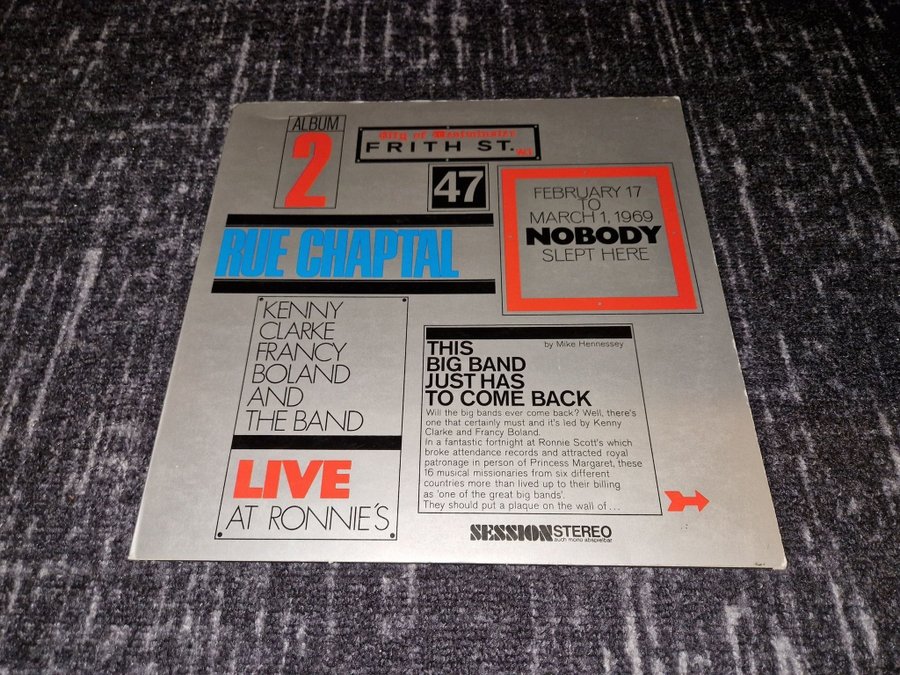 ALBUM
2
City of Westminster
FRITH ST. W1
47
FEBRUARY 17
TO
MARCH 1, 1969
NOBODY
SLEPT HERE
RUE CHAPTAL
KENNY
CLARKE
FRANCY
BOLAND
AND
THE BAND
LIVE
AT RONNIE'S
by Mike Hennessey
THIS
BIG BAND
JUST HAS
TO COME BACK
Will the big bands ever come back? Well, there's
one that certainly must and it's led by Kenny
Clarke and Francy Boland.
In a fantastic fortnight at Ronnie Scott's which
broke attendance records and attracted royal
patronage in person of Princess Margaret, these
16 musical missionaries from six different
countries more than lived up to their billing
as 'one of the great big bands'.
They should put a plaque on the wall of ...
SESSION STEREO
auch mono abspielbar